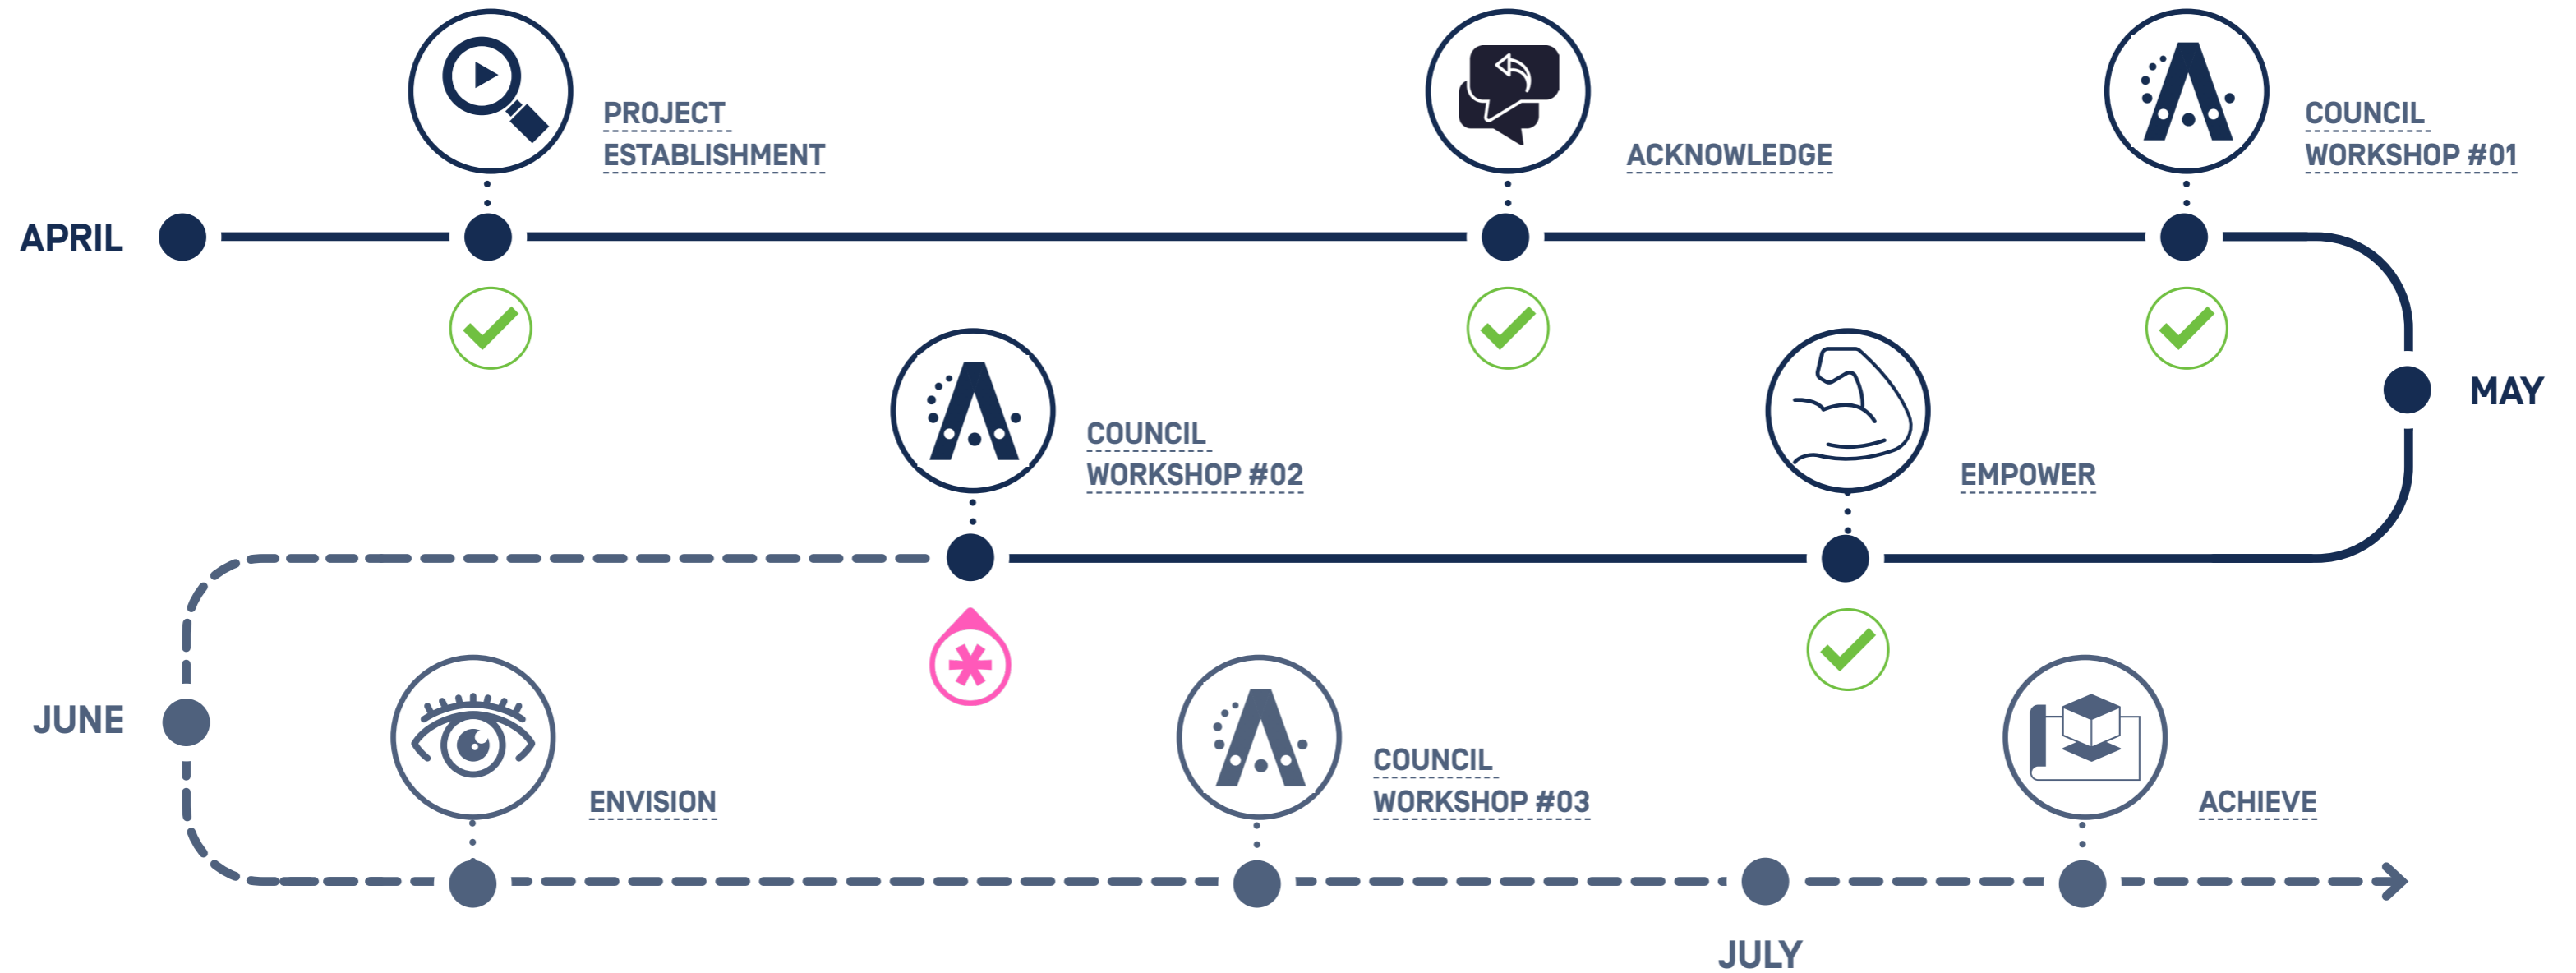 PROJECT
ESTABLISHMENT
ACKNOWLEDGE
COUNCIL
WORKSHOP #01
APRIL
MAY
COUNCIL
WORKSHOP #02
EMPOWER
JUNE
ENVISION
COUNCIL
WORKSHOP #03
ACHIEVE
JULY